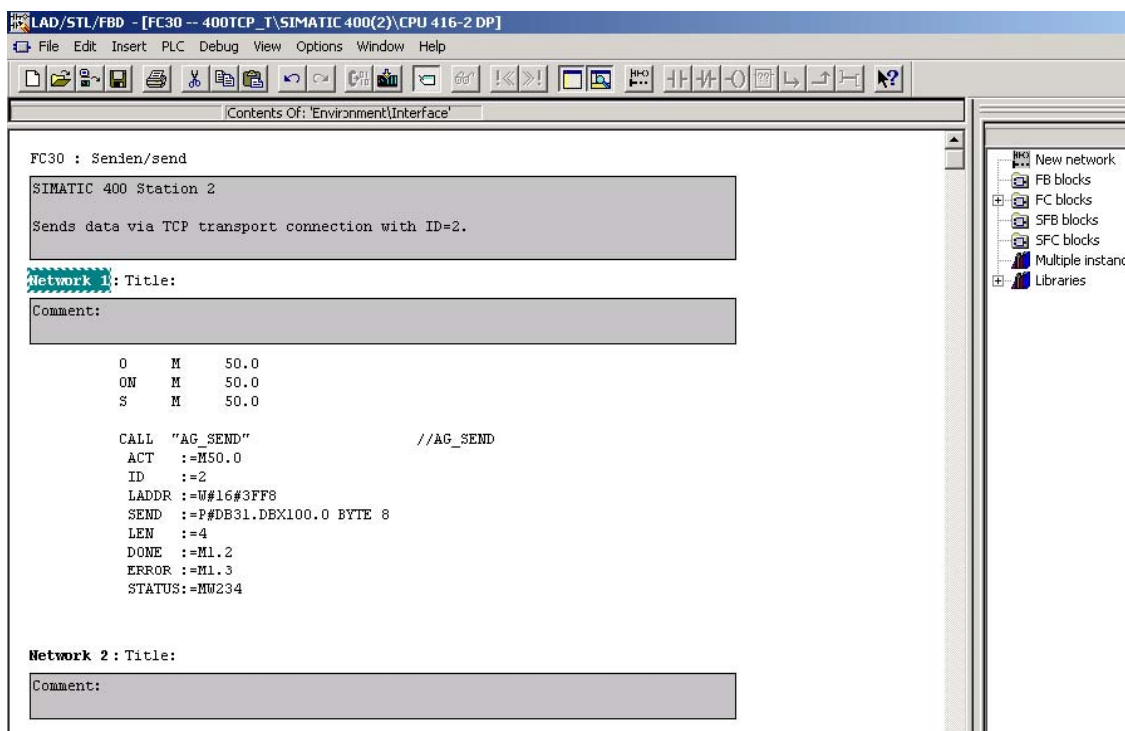 LAD/STL/FBD - [FC30 -- 400TCP_T\SIMATIC 400(2)\CPU 416-2 DP]
File Edit Insert PLC Debug View Options Window Help
Contents Of: 'Environment\Interface'
FC30 : Senden/send
SIMATIC 400 Station 2
Sends data via TCP transport connection with ID=2.
Network 1: Title:
Comment:
O M 50.0
ON M 50.0
S M 50.0
CALL "AG_SEND" //AG_SEND
ACT :=M50.0
ID :=2
LADDR :=W#16#3FF8
SEND :=P#DB31.DBX100.0 BYTE 8
LEN :=4
DONE :=M1.2
ERROR :=M1.3
STATUS:=MW234
Network 2 : Title:
Comment:
New network
FB blocks
FC blocks
SFB blocks
SFC blocks
Multiple instanc
Libraries